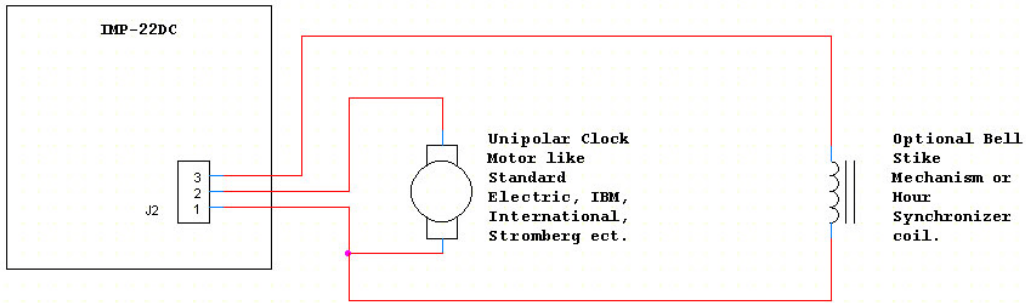 IMP-22DC
3
2
1
J2
Unipolar Clock
Motor like
Standard
Electric, IBM,
International,
Stromberg ect.
Optional Bell
Stike
Mechanism or
Hour
Synchronizer
coil.